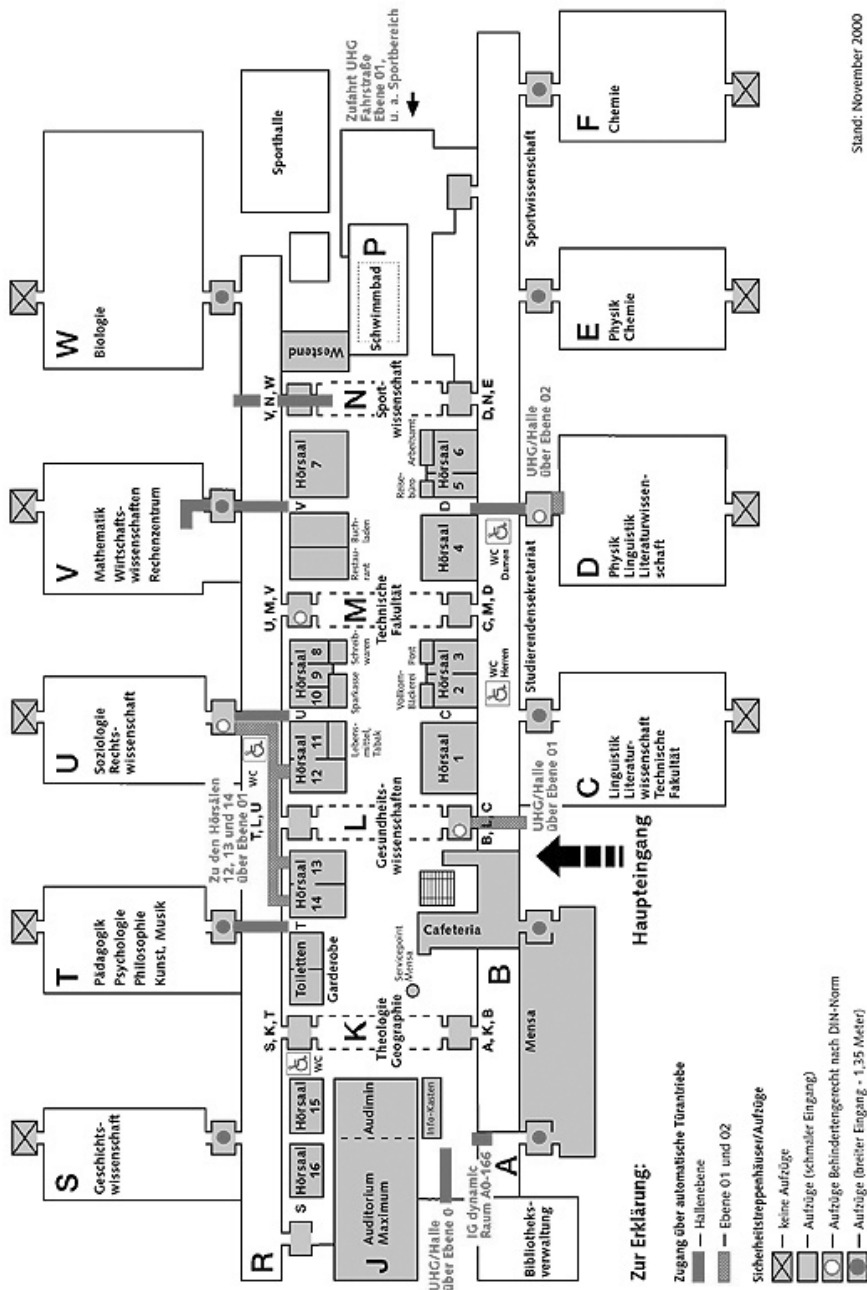 S
Geschichts-
wissenschaft
T
Pädagogik
Psychologie
Philosophie
Kunst, Musik
U
Soziologie
Rechts-
wissenschaft
V
Mathematik
Wirtschafts-
wissenschaften
Rechenzentrum
W
Biologie
Zu den Hörsälen
12, 13 und 14
über Ebene 01
WC
R
S
S, K, T
T
T, L, U
U
U, M, V
V
V, N, W
Hörsaal
16
Hörsaal
15
WC
Toiletten
Garderobe
Hörsaal
14 13
Hörsaal
12 11
Lebens-
mittel,
Tabak
Hörsaal
10 9 8
Sparkasse
Schreib-
waren
Restau-
rant
Buch-
laden
Hörsaal
7
Westend
Sporthalle
J
Auditorium
Maximum
Audimin
Info-Kasten
K
Theologie
Geographie
Servicepoint
Mensa
L
Gesundheits-
wissenschaften
M
Technische
Fakultät
N
Sport-
wissenschaft
Schwimmbad
P
Zufahrt UHG
Fahrstraße
Ebene 01,
u. a. Sportbereich
Cafeteria
Hörsaal
1
Vollkorn-
Bäckerei
Post
Hörsaal
2 3
Hörsaal
4
Reise-
büro
Arbeitsamt
Hörsaal
5 6
UHG/Halle
über Ebene 0
IG dynamic
Raum A0-166
A, K, B
B, L, C
C
C, M, D
D
D, N, E
A
B
WC
Herren
WC
Damen
Bibliotheks-
verwaltung
Mensa
Haupteingang
UHG/Halle
über Ebene 01
Studierendensekretariat
UHG/Halle
über Ebene 02
Sportwissenschaft
C
Linguistik
Literatur-
wissenschaft
Technische
Fakultät
D
Physik
Linguistik
Literaturwissen-
schaft
E
Physik
Chemie
F
Chemie
Zur Erklärung:
Zugang über automatische Türantriebe
— Hallenebene
— Ebene 01 und 02
Sicherheitstreppenhäuser/Aufzüge
— keine Aufzüge
— Aufzüge (schmaler Eingang)
— Aufzüge Behindertengerecht nach DIN-Norm
— Aufzüge (breiter Eingang - 1,35 Meter)
Stand: November 2000